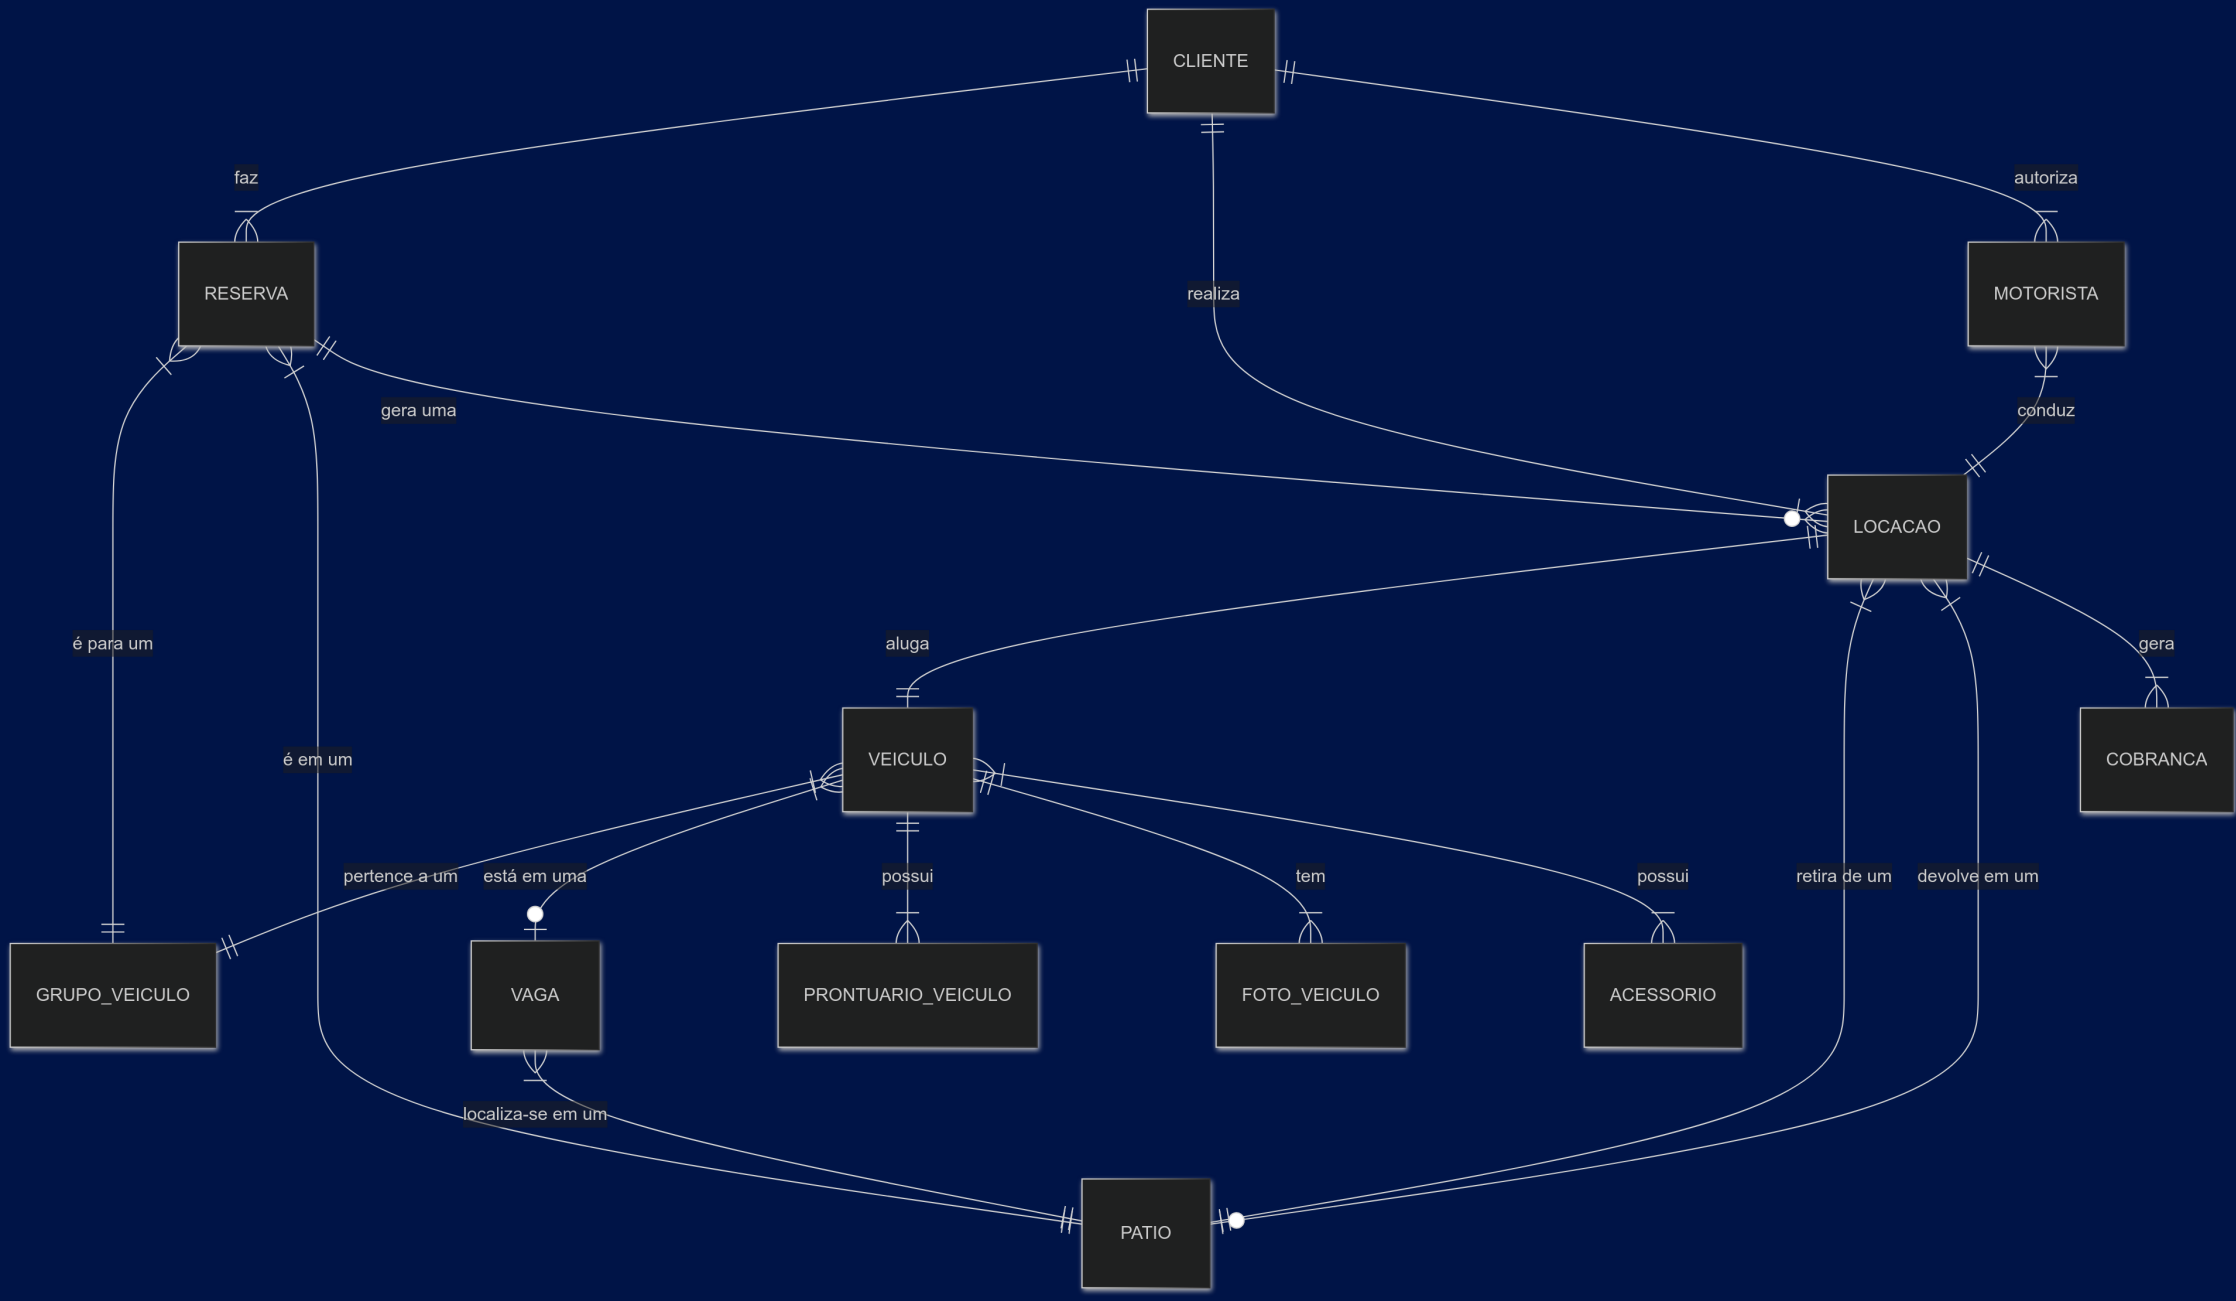 CLIENTE
faz
autoriza
RESERVA
realiza
MOTORISTA
gera uma
conduz
LOCACAO
é para um
aluga
gera
é em um
VEICULO
COBRANCA
pertence a um
está em uma
possui
tem
possui
retira de um
devolve em um
GRUPO_VEICULO
VAGA
PRONTUARIO_VEICULO
FOTO_VEICULO
ACESSORIO
localiza-se em um
PATIO